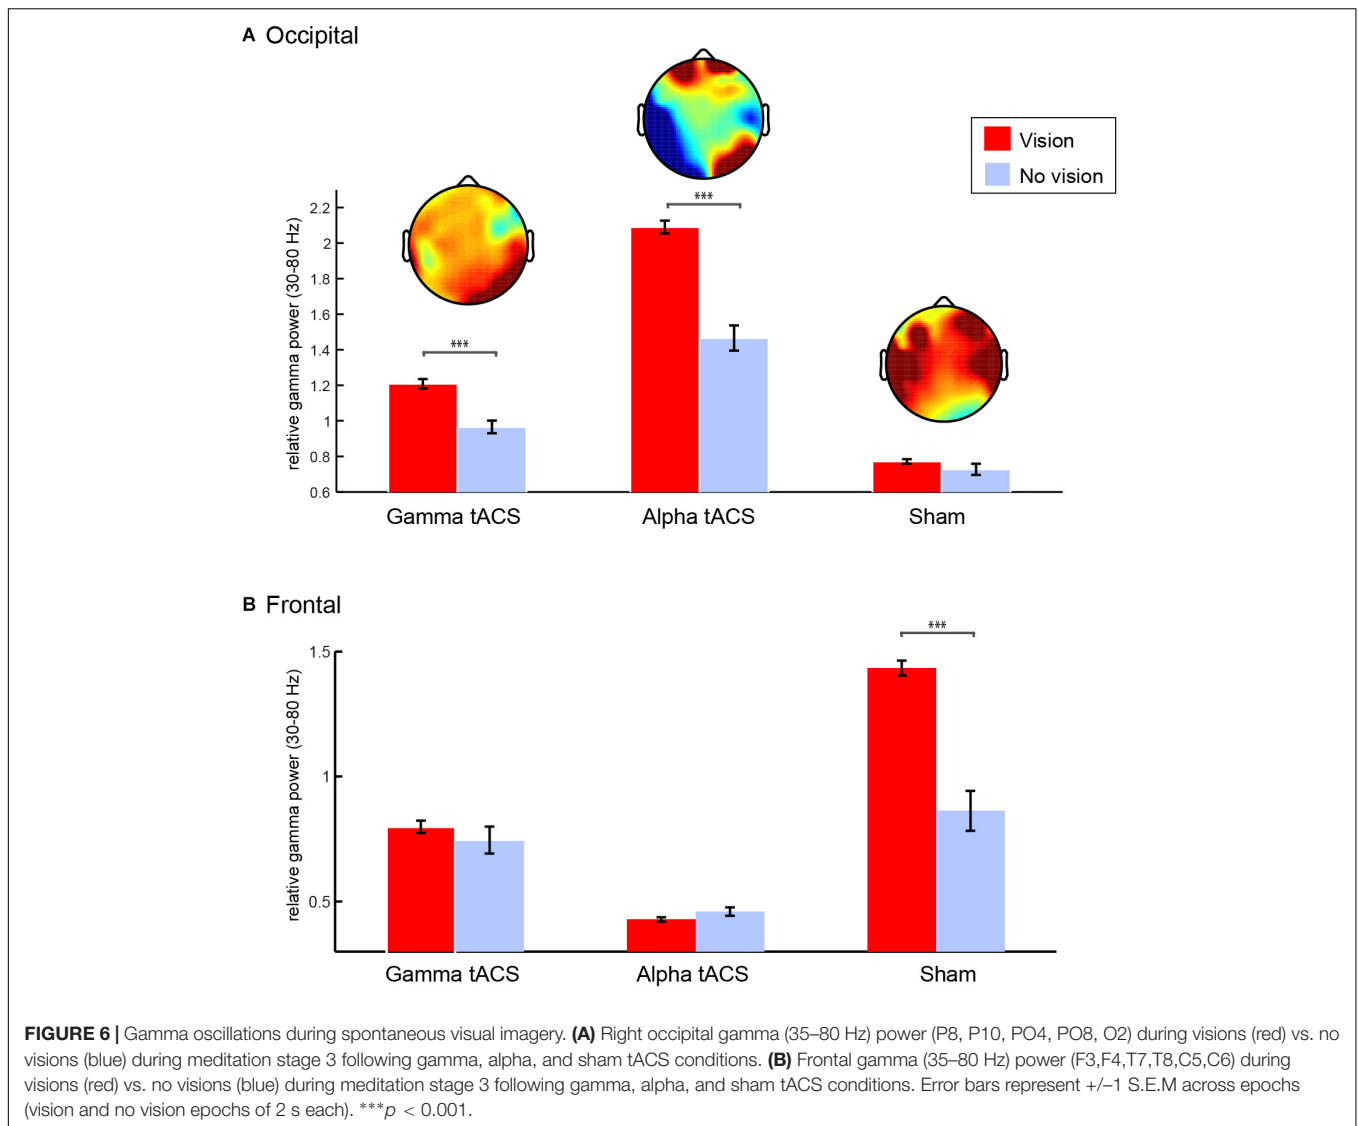 A Occipital
Vision
No vision
relative gamma power (30-80 Hz)
2.2
2
1.8
1.6
1.4
1.2
1
0.8
0.6
***
***
Gamma tACS
Alpha tACS
Sham
B Frontal
relative gamma power (30-80 Hz)
1.5
1
0.5
***
Gamma tACS
Alpha tACS
Sham
FIGURE 6 | Gamma oscillations during spontaneous visual imagery. (A) Right occipital gamma (35–80 Hz) power (P8, P10, PO4, PO8, O2) during visions (red) vs. no
visions (blue) during meditation stage 3 following gamma, alpha, and sham tACS conditions. (B) Frontal gamma (35–80 Hz) power (F3,F4,T7,T8,C5,C6) during
visions (red) vs. no visions (blue) during meditation stage 3 following gamma, alpha, and sham tACS conditions. Error bars represent +/–1 S.E.M across epochs
(vision and no vision epochs of 2 s each). ***p < 0.001.